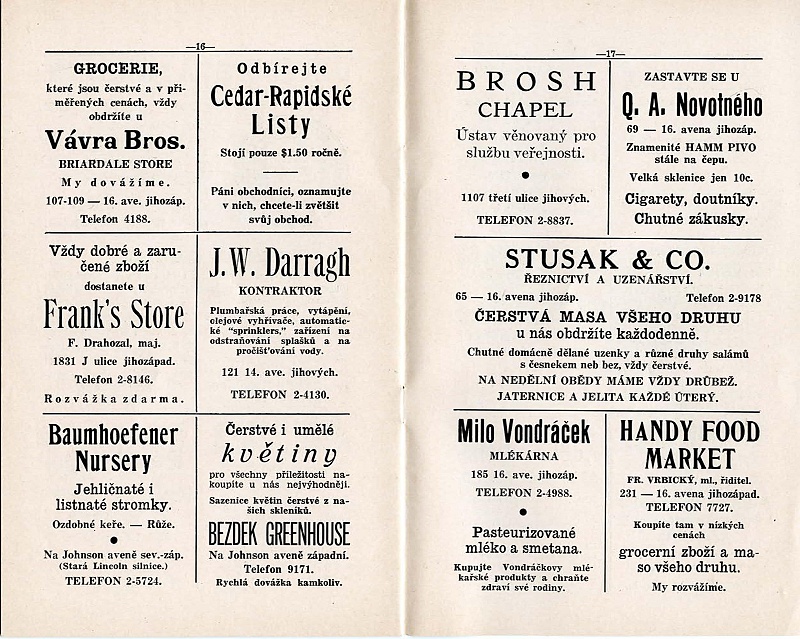 —16—
GROCERIE,
které jsou čerstvé a v při-
měřených cenách, vždy
obdržíte u
Vávra Bros.
BRIARDALE STORE
My dovážíme.
107-109 — 16. ave. jihozáp.
Telefon 4188.
Odbírejte
Cedar-Rapidské
Listy
Stojí pouze $1.50 ročně.
Páni obchodníci, oznamujte
v nich, chcete-li zvětšit
svůj obchod.
Vždy dobré a zaru-
čené zboží
dostanete u
Frank's Store
F. Drahozal, maj.
1831 J ulice jihozápad.
Telefon 2-8146.
Rozvážka zdarma.
J.W. Darragh
KONTRAKTOR
Plumbařská práce, vytápění,
olejové vyhřívače, automatic-
ké "sprinklers," zařízení na
odstraňování splašků a na
pročišťování vody.
121 14. ave. jihových.
TELEFON 2-4130.
Baumhoefener
Nursery
Jehličnaté i
listnaté stromky.
Ozdobné keře. — Růže.
Na Johnson aveně sev.-záp.
(Stará Lincoln silnice.)
TELEFON 2-5724.
Čerstvé i umělé
květiny
pro všechny příležitosti na-
koupíte u nás nejvýhodněji.
Sazenice květin čerstvé z na-
šich skleníků.
BEZDEK GREENHOUSE
Na Johnson aveně západní.
Telefon 9171.
Rychlá dovážka kamkoliv.
—17—
BROSH
CHAPEL
Ústav věnovaný pro
službu veřejnosti.
1107 třetí ulice jihových.
TELEFON 2-8837.
ZASTAVTE SE U
Q. A. Novotného
69 — 16. avena jihozáp.
Znamenité HAMM PIVO
stále na čepu.
Velká sklenice jen 10c.
Cigarety, doutníky.
Chutné zákusky.
STUSAK & CO.
ŘEZNICTVÍ A UZENÁŘSTVÍ.
65 — 16. avena jihozáp. Telefon 2-9178
ČERSTVÁ MASA VŠEHO DRUHU
u nás obdržíte každodenně.
Chutné domácně dělané uzenky a různé druhy salámů
s česnekem neb bez, vždy čerstvé.
NA NEDĚLNÍ OBĚDY MÁME VŽDY DRŮBEŽ.
JATERNICE A JELITA KAŽDÉ ÚTERÝ.
Milo Vondráček
MLÉKÁRNA
185 16. ave. jihozáp.
TELEFON 2-4988.
Pasteurizované
mléko a smetana.
Kupujte Vondráčkovy mlé-
kařské produkty a chraňte
zdraví své rodiny.
HANDY FOOD
MARKET
FR. VRBICKÝ, ml., řiditel.
231 — 16. avena jihozápad.
TELEFON 7727.
Koupíte tam v nízkých
cenách
grocerní zboží a ma-
so všeho druhu.
My rozvážíme.